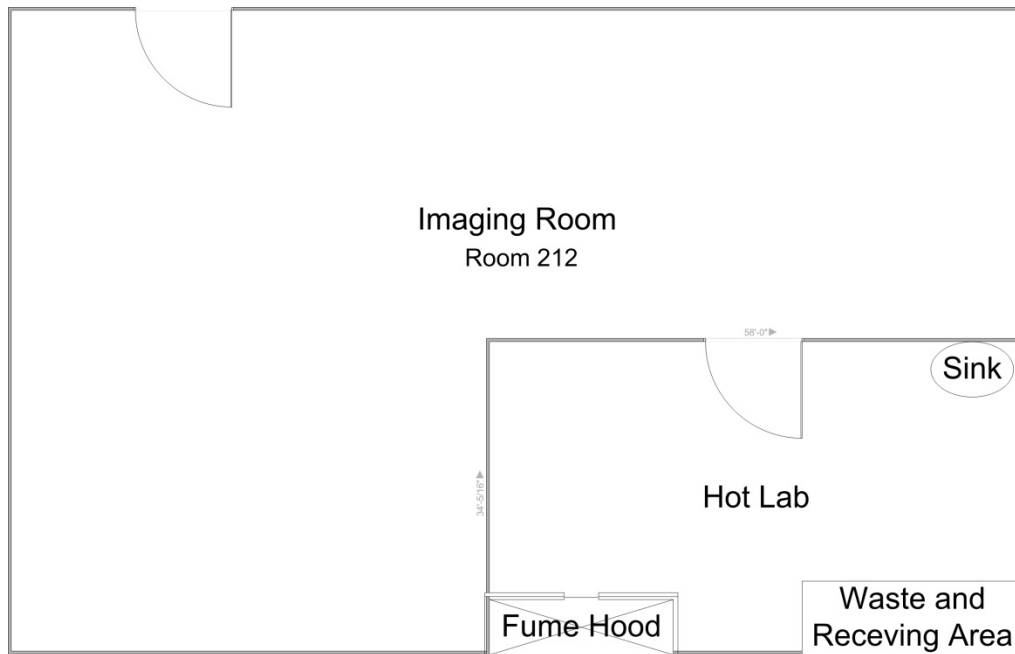 Imaging Room
Room 212
58'-0"
Sink
34'-5/16"
Hot Lab
Fume Hood
Waste and
Receving Area